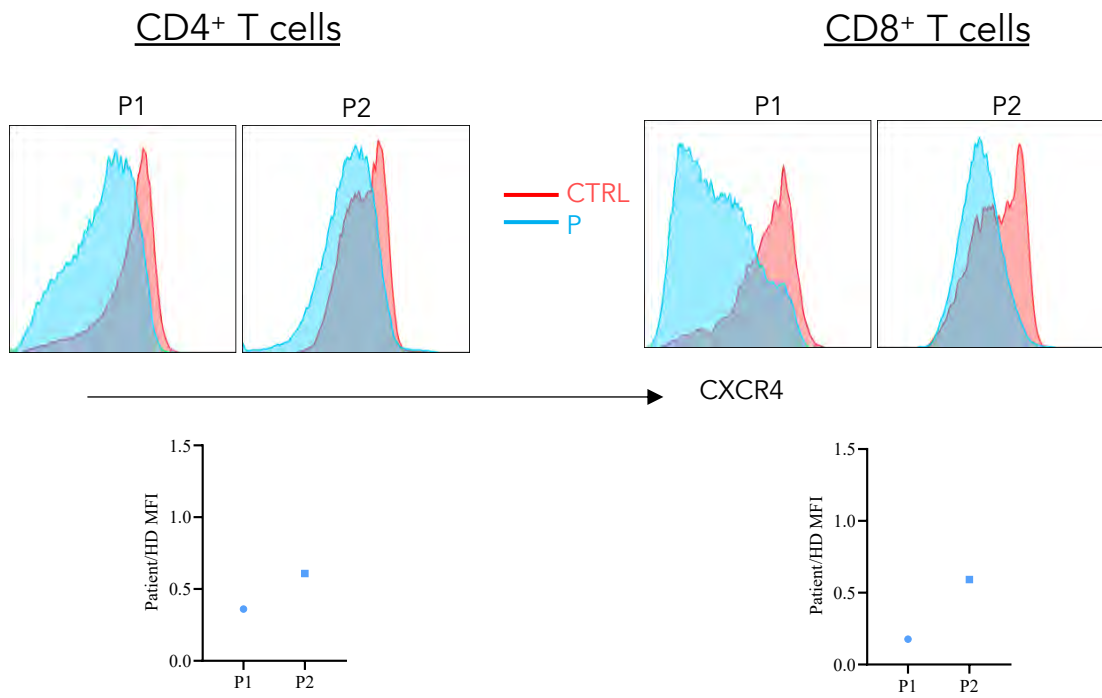 CD4⁺ T cells
CD8⁺ T cells
P1
P2
P1
P2
CTRL
P
CXCR4
Patient/HD MFI
1.5
1.0
0.5
0.0
P1
P2
Patient/HD MFI
1.5
1.0
0.5
0.0
P1
P2